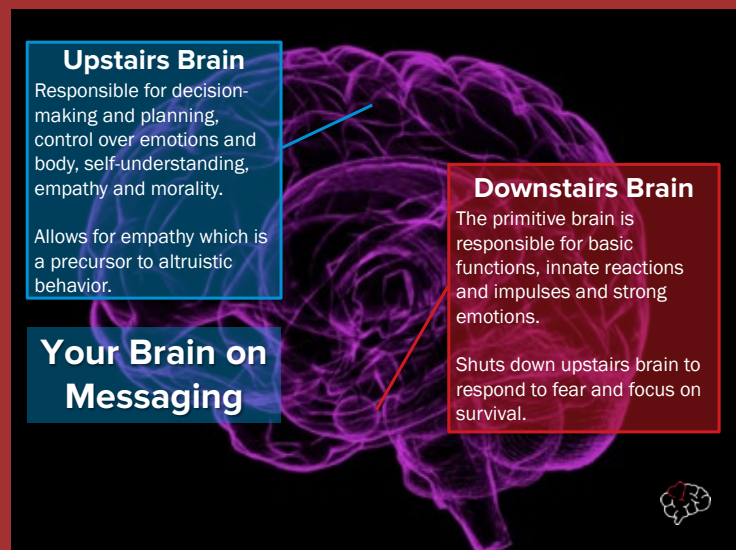 Upstairs Brain
Responsible for decision-
making and planning,
control over emotions and
body, self-understanding,
empathy and morality.
Allows for empathy which is
a precursor to altruistic
behavior.
Your Brain on
Messaging
Downstairs Brain
The primitive brain is
responsible for basic
functions, innate reactions
and impulses and strong
emotions.
Shuts down upstairs brain to
respond to fear and focus on
survival.